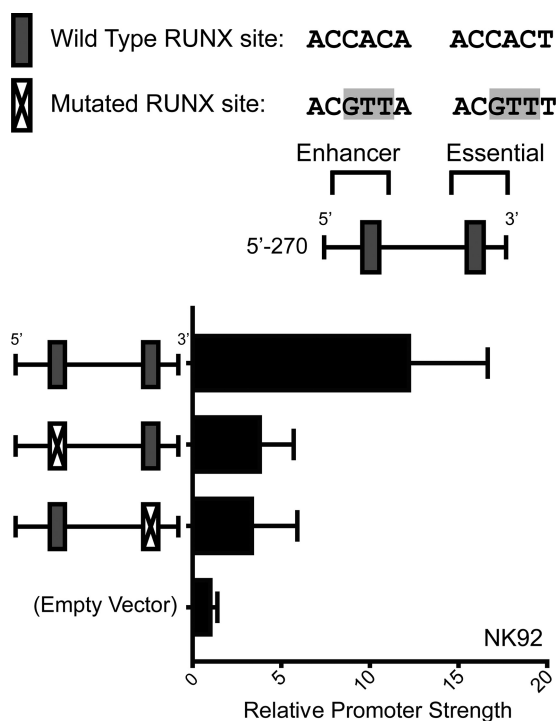 Wild Type RUNX site: ACCACA ACCACT
Mutated RUNX site: ACGTTA ACGTTT
Enhancer Essential
5’ 3’
5’-270
5’ 3’
(Empty Vector)
NK92
0 5 10 15 20
Relative Promoter Strength